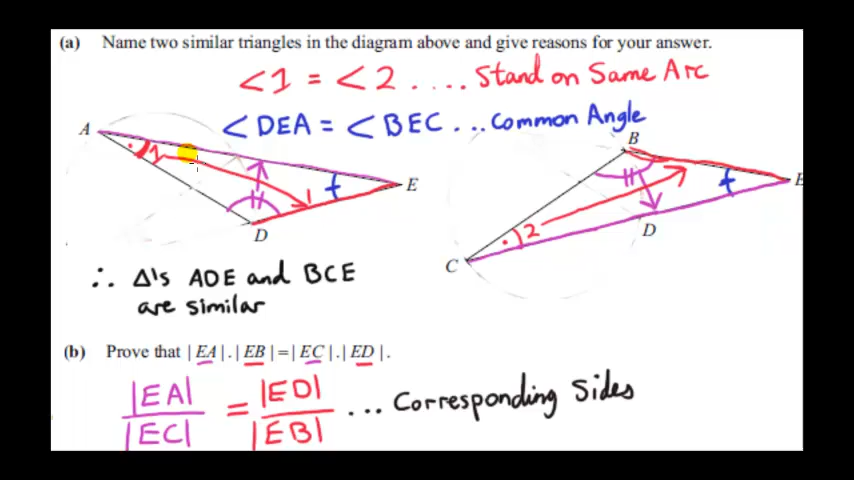 (a) Name two similar triangles in the diagram above and give reasons for your answer.
<1 = <2 .... Stand on Same Arc
<DEA = <BEC ... Common Angle
A
1
E
D
B
2
E
D
C
∴ Δ's ADE and BCE
are similar
(b) Prove that |EA|.|EB|=|EC|.|ED|.
|EA| / |EC| = |ED| / |EB| ... Corresponding Sides